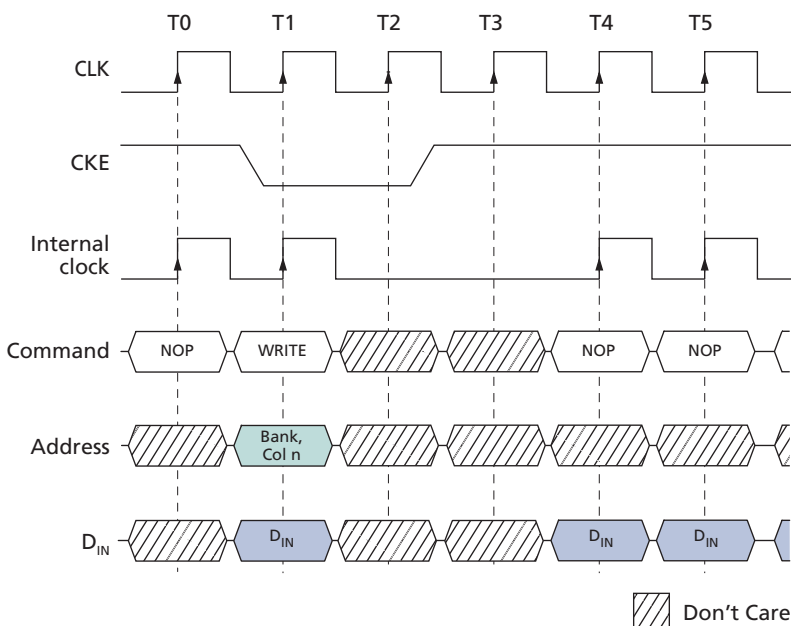 T0 T1 T2 T3 T4 T5
CLK
CKE
Internal
clock
Command NOP WRITE NOP NOP
Address Bank,
Col n
DIN DIN DIN DIN
Don't Care